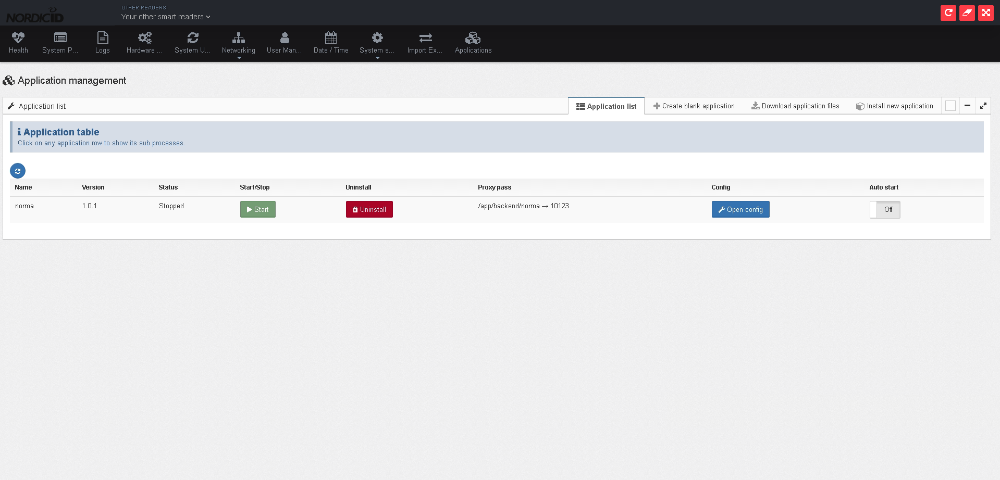 NORDICID
OTHER READERS:
Your other smart readers
Health
System P...
Logs
Hardware ...
System U...
Networking
User Man...
Date / Time
System s...
Import Ex...
Applications
Application management
Application list
Application list
Create blank application
Download application files
Install new application
Application table
Click on any application row to show its sub processes.
Name Version Status Start/Stop Uninstall Proxy pass Config Auto start
norma 1.0.1 Stopped Start Uninstall /app/backend/norma → 10123 Open config Off